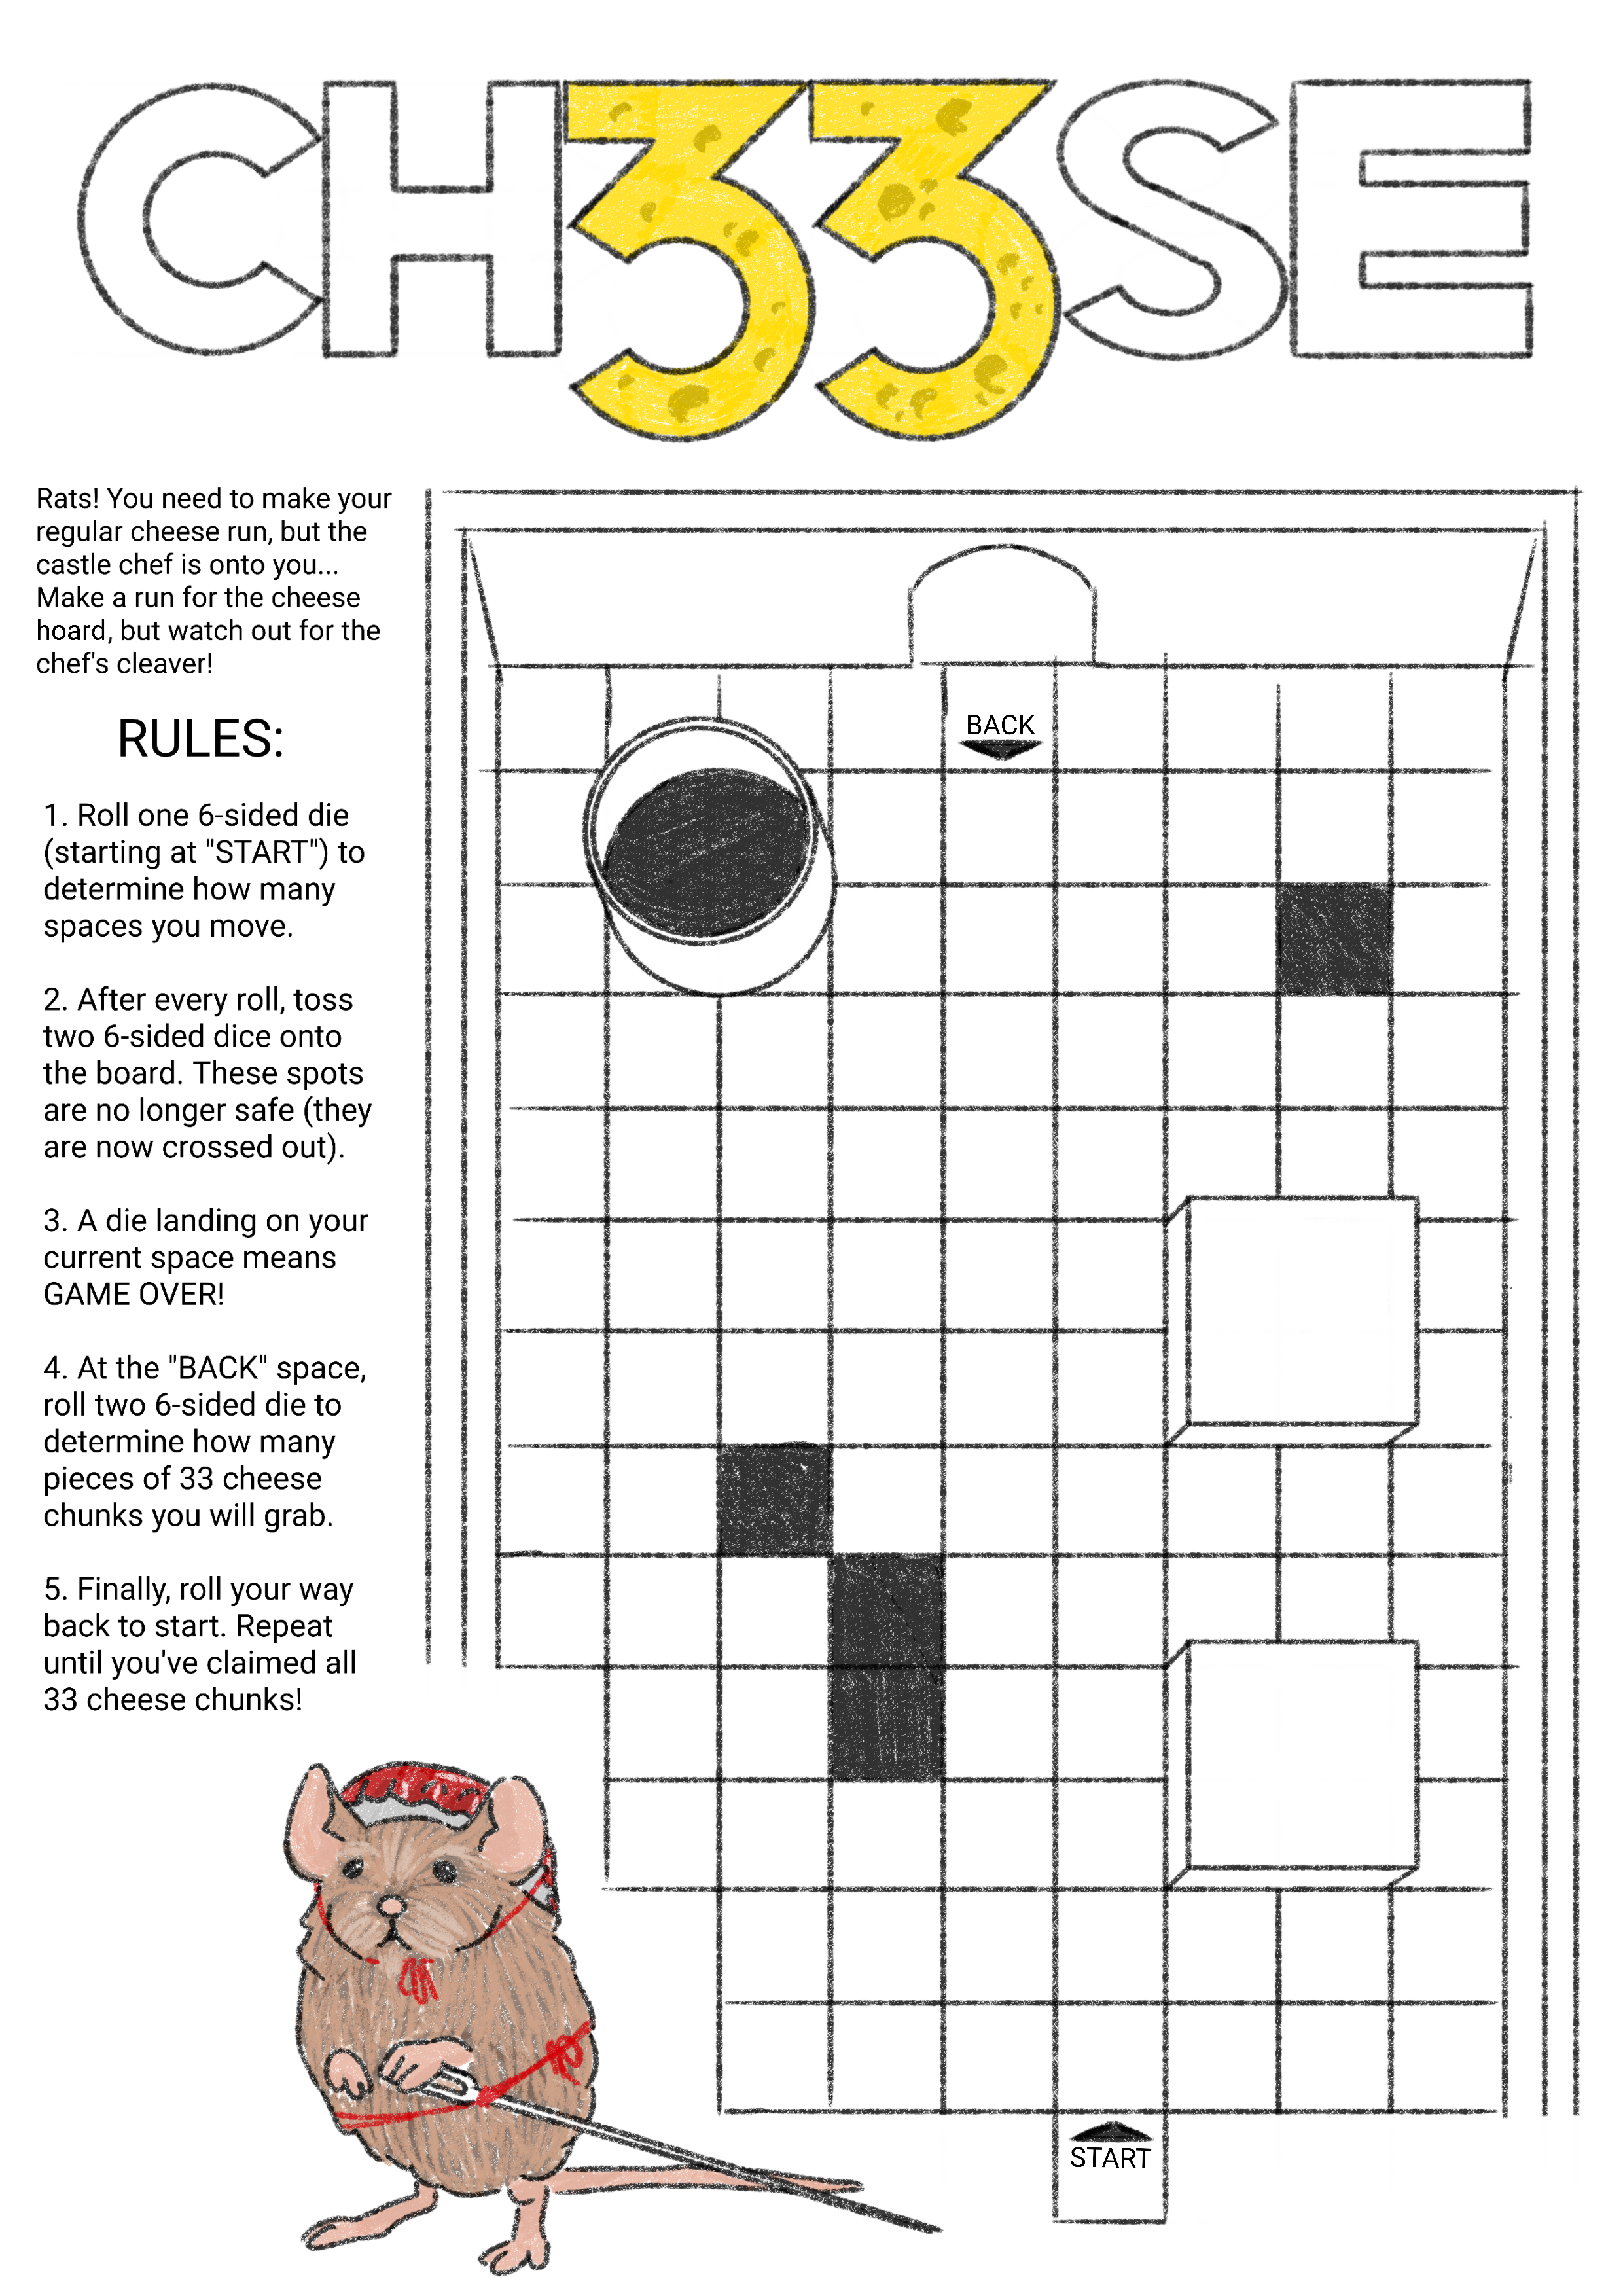 CH33SE
Rats! You need to make your
regular cheese run, but the
castle chef is onto you...
Make a run for the cheese
hoard, but watch out for the
chef's cleaver!
RULES:
1. Roll one 6-sided die
(starting at "START") to
determine how many
spaces you move.
2. After every roll, toss
two 6-sided dice onto
the board. These spots
are no longer safe (they
are now crossed out).
3. A die landing on your
current space means
GAME OVER!
4. At the "BACK" space,
roll two 6-sided die to
determine how many
pieces of 33 cheese
chunks you will grab.
5. Finally, roll your way
back to start. Repeat
until you've claimed all
33 cheese chunks!
BACK
START